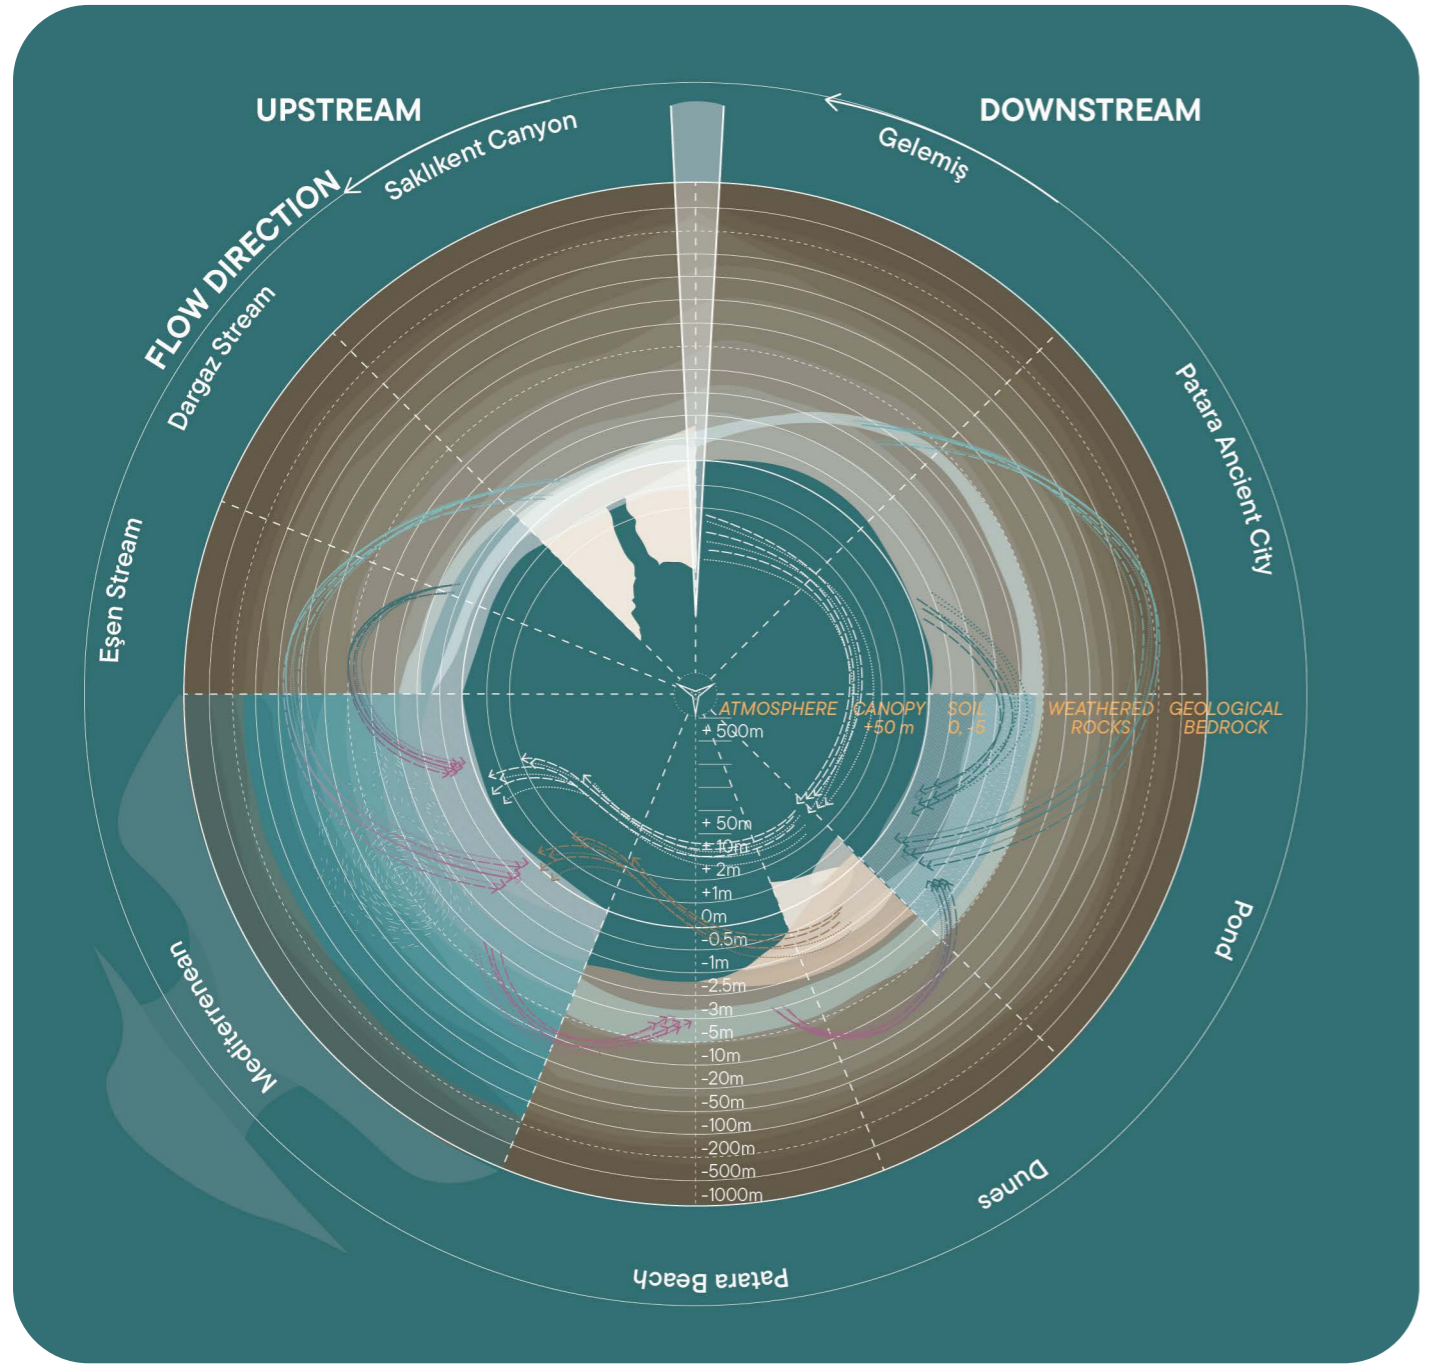 UPSTREAM
DOWNSTREAM
Saklıkent Canyon
Gelemiş
FLOW DIRECTION
Dargaz Stream
Patara Ancient City
Eşen Stream
ATMOSPHERE
CANOPY
+50 m
SOIL
0, -5
WEATHERED
ROCKS
GEOLOGICAL
BEDROCK
+ 500m
+ 50m
+ 10m
+ 2m
+1m
0m
-0.5m
-1m
-2.5m
-3m
-5m
-10m
-20m
-50m
-100m
-200m
-500m
-1000m
Pond
Mediterrenean
Dunes
Patara Beach